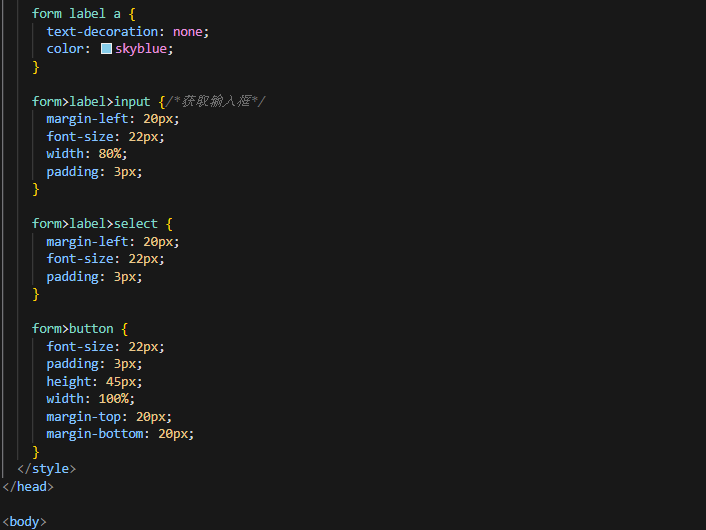 form label a {
text-decoration: none;
color: skyblue;
}
form>label>input {/*获取输入框*/
margin-left: 20px;
font-size: 22px;
width: 80%;
padding: 3px;
}
form>label>select {
margin-left: 20px;
font-size: 22px;
padding: 3px;
}
form>button {
font-size: 22px;
padding: 3px;
height: 45px;
width: 100%;
margin-top: 20px;
margin-bottom: 20px;
}
</style>
</head>
<body>